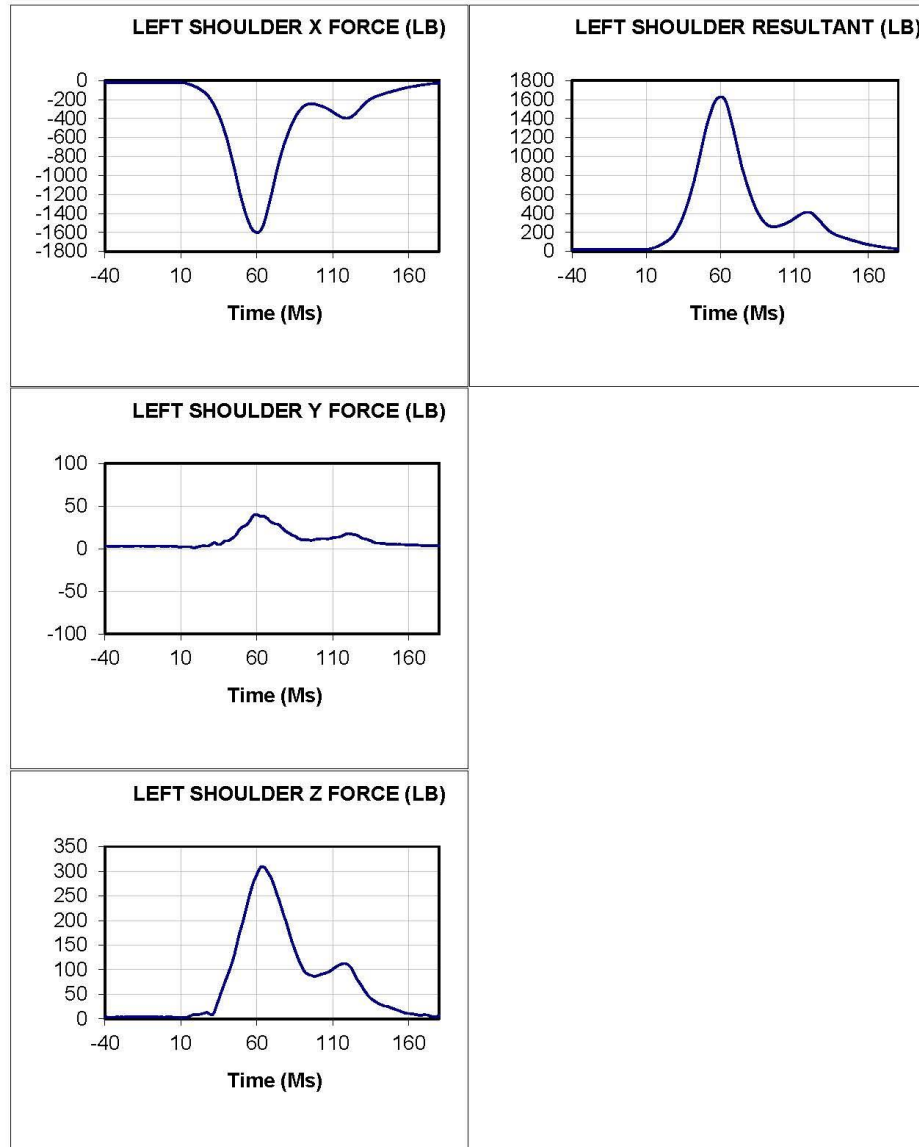 LEFT SHOULDER X FORCE (LB)
0
-200
-400
-600
-800
-1000
-1200
-1400
-1600
-1800
-40 10 60 110 160
Time (Ms)
LEFT SHOULDER RESULTANT (LB)
1800
1600
1400
1200
1000
800
600
400
200
0
-40 10 60 110 160
Time (Ms)
LEFT SHOULDER Y FORCE (LB)
100
50
0
-50
-100
-40 10 60 110 160
Time (Ms)
LEFT SHOULDER Z FORCE (LB)
350
300
250
200
150
100
50
0
-40 10 60 110 160
Time (Ms)